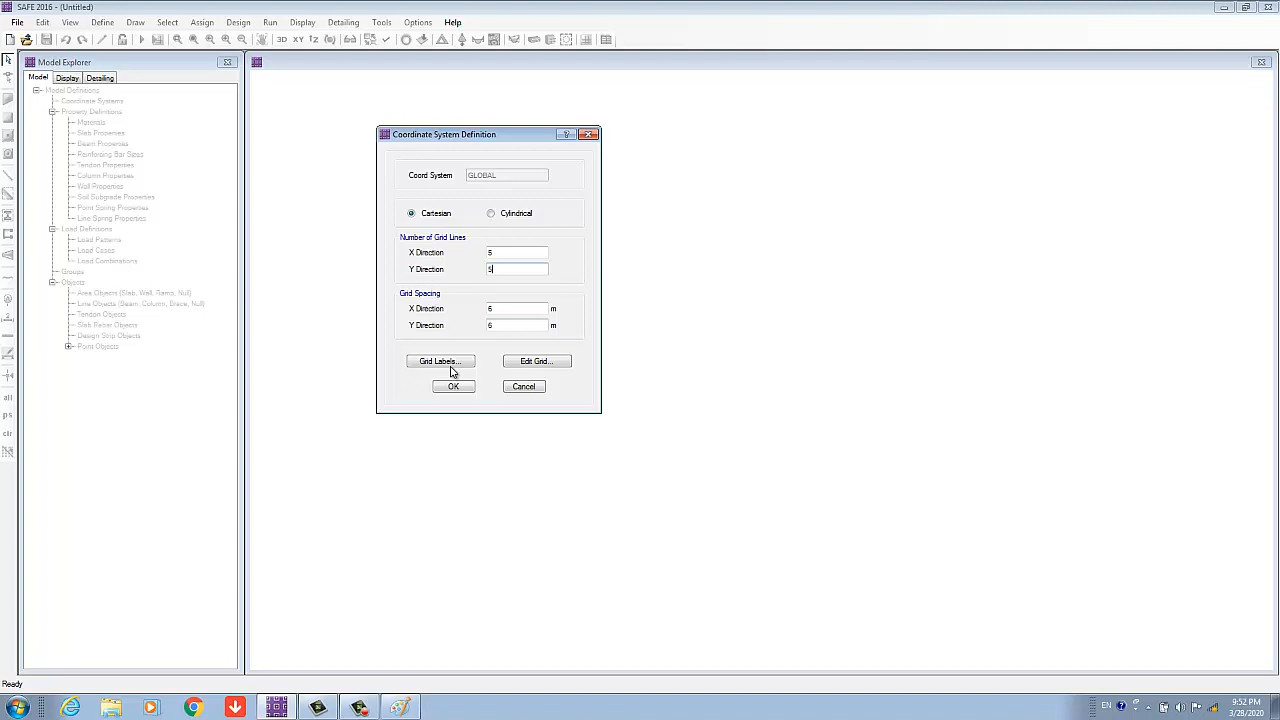 SAFE 2016 - (Untitled)
File Edit View Define Draw Select Assign Design Run Display Detailing Tools Options Help
3D XY
Model Explorer
Model Display Detailing
Model Definitions
Coordinate Systems
Property Definitions
Materials
Slab Properties
Beam Properties
Reinforcing Bar Sizes
Tendon Properties
Column Properties
Wall Properties
Soil Subgrade Properties
Point Spring Properties
Line Spring Properties
Load Definitions
Load Patterns
Load Cases
Load Combinations
Groups
Objects
Area Objects (Slab, Wall, Ramp, Null)
Line Objects (Beam, Column, Brace, Null)
Tendon Objects
Slab Rebar Objects
Design Strip Objects
Point Objects
all
ps
clr
Coordinate System Definition
Coord System GLOBAL
Cartesian Cylindrical
Number of Grid Lines
X Direction 5
Y Direction 5
Grid Spacing
X Direction 6 m
Y Direction 6 m
Grid Labels... Edit Grid...
OK Cancel
Ready
EN 9:52 PM
3/28/2020